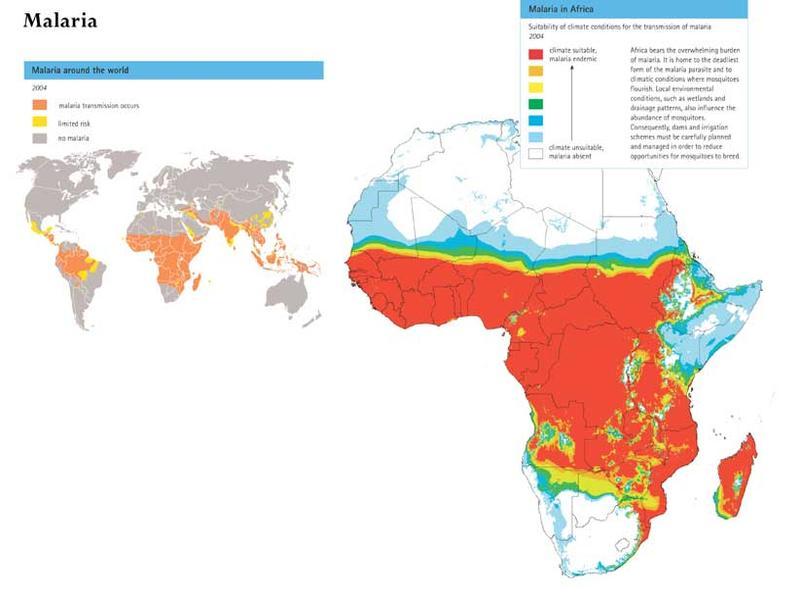 Malaria
Malaria around the world
2004
malaria transmission occurs
limited risk
no malaria
Malaria in Africa
Suitability of climate conditions for the transmission of malaria
2004
climate suitable,
malaria endemic
climate unsuitable,
malaria absent
Africa bears the overwhelming burden
of malaria. It is home to the deadliest
form of the malaria parasite and to
climatic conditions where mosquitoes
flourish. Local environmental
conditions, such as wetlands and
drainage patterns, also influence the
abundance of mosquitoes.
Consequently, dams and irrigation
schemes must be carefully planned
and managed in order to reduce
opportunities for mosquitoes to breed.